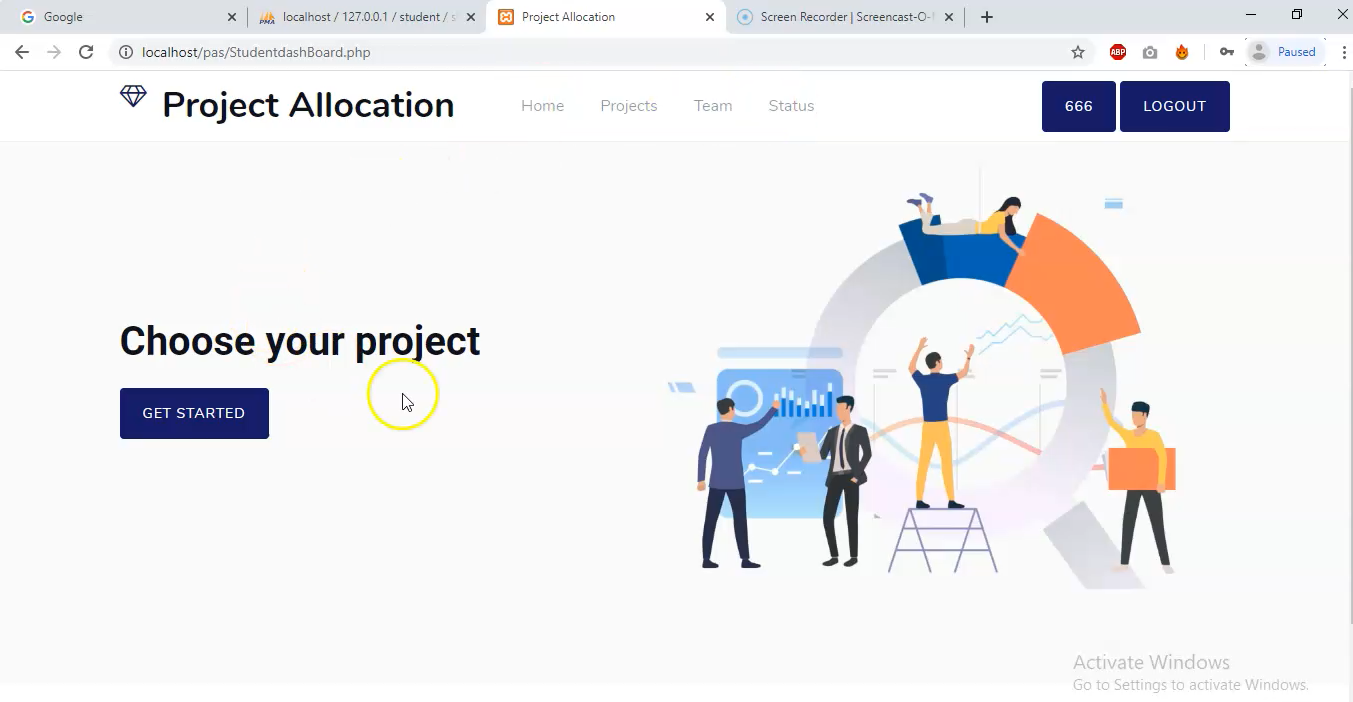 Google
localhost / 127.0.0.1 / student / s
Project Allocation
Screen Recorder | Screencast-O-
localhost/pas/StudentdashBoard.php
ABP
Paused
Project Allocation
Home
Projects
Team
Status
666
LOGOUT
Choose your project
GET STARTED
Activate Windows
Go to Settings to activate Windows.